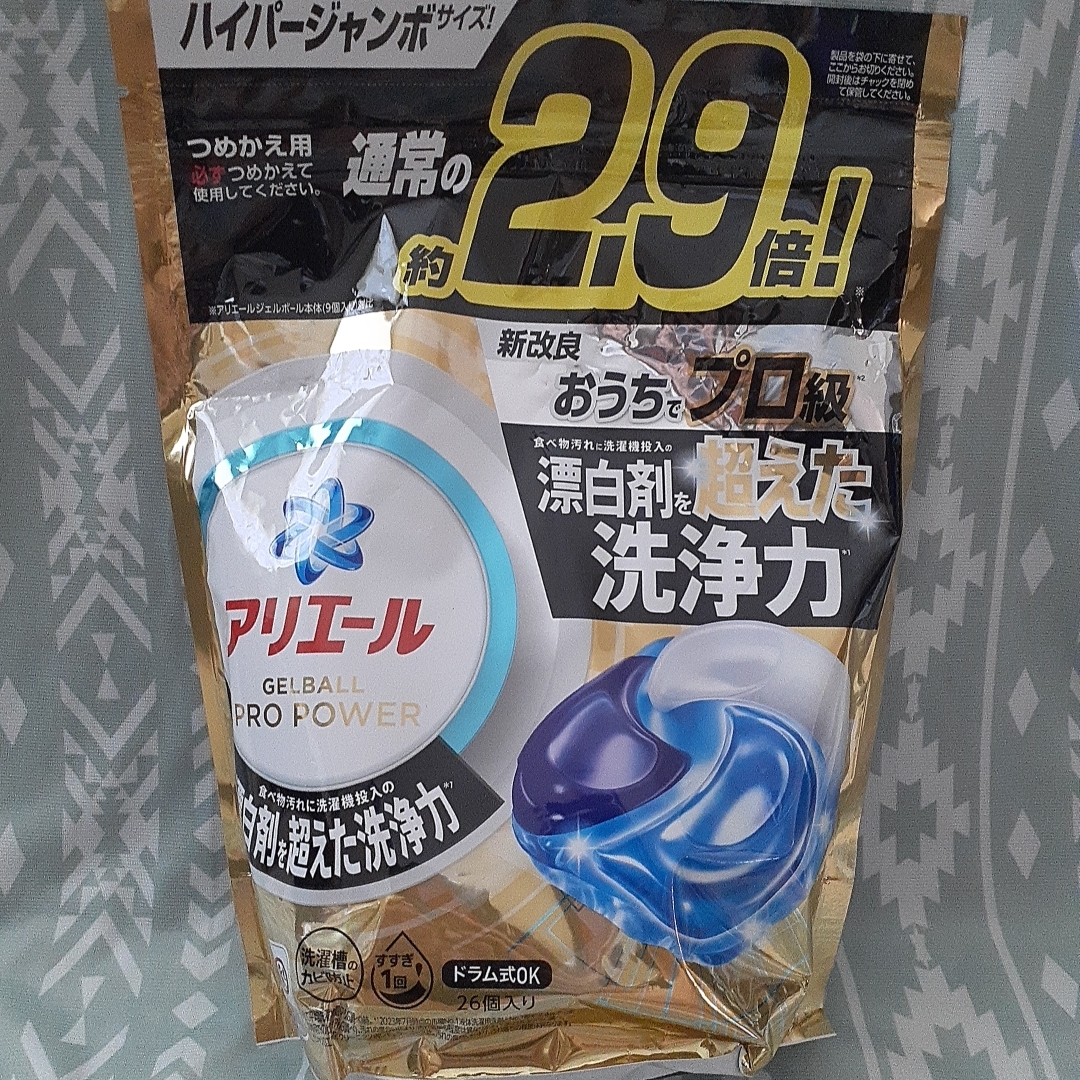 ハイパージャンボサイズ!
製品を袋の下に寄せて、
ここからお切りください。
開封後はチャックを閉め
て保管してください。
つめかえ用
必ずつめかえて
使用してください。
通常の
約2.9倍!※
※アリエールジェルボール本体(9個入り)対比
新改良
おうちでプロ級*2
食べ物汚れに洗濯機投入の
漂白剤を超えた
洗浄力*1
アリエール
GELBALL
PRO POWER
食べ物汚れに洗濯機投入の
漂白剤を超えた洗浄力*1
洗濯槽の
カビ防止
すすぎ
1回
ドラム式OK
26個入り